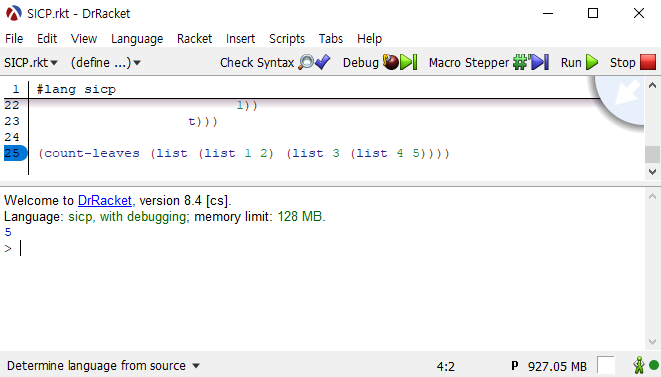 SICP.rkt - DrRacket
File Edit View Language Racket Insert Scripts Tabs Help
SICP.rkt (define ...) Check Syntax Debug Macro Stepper Run Stop
1 #lang sicp
22 1))
23 t)))
24
25 (count-leaves (list (list 1 2) (list 3 (list 4 5))))
Welcome to DrRacket, version 8.4 [cs].
Language: sicp, with debugging; memory limit: 128 MB.
5
>
Determine language from source 4:2 P 927.05 MB